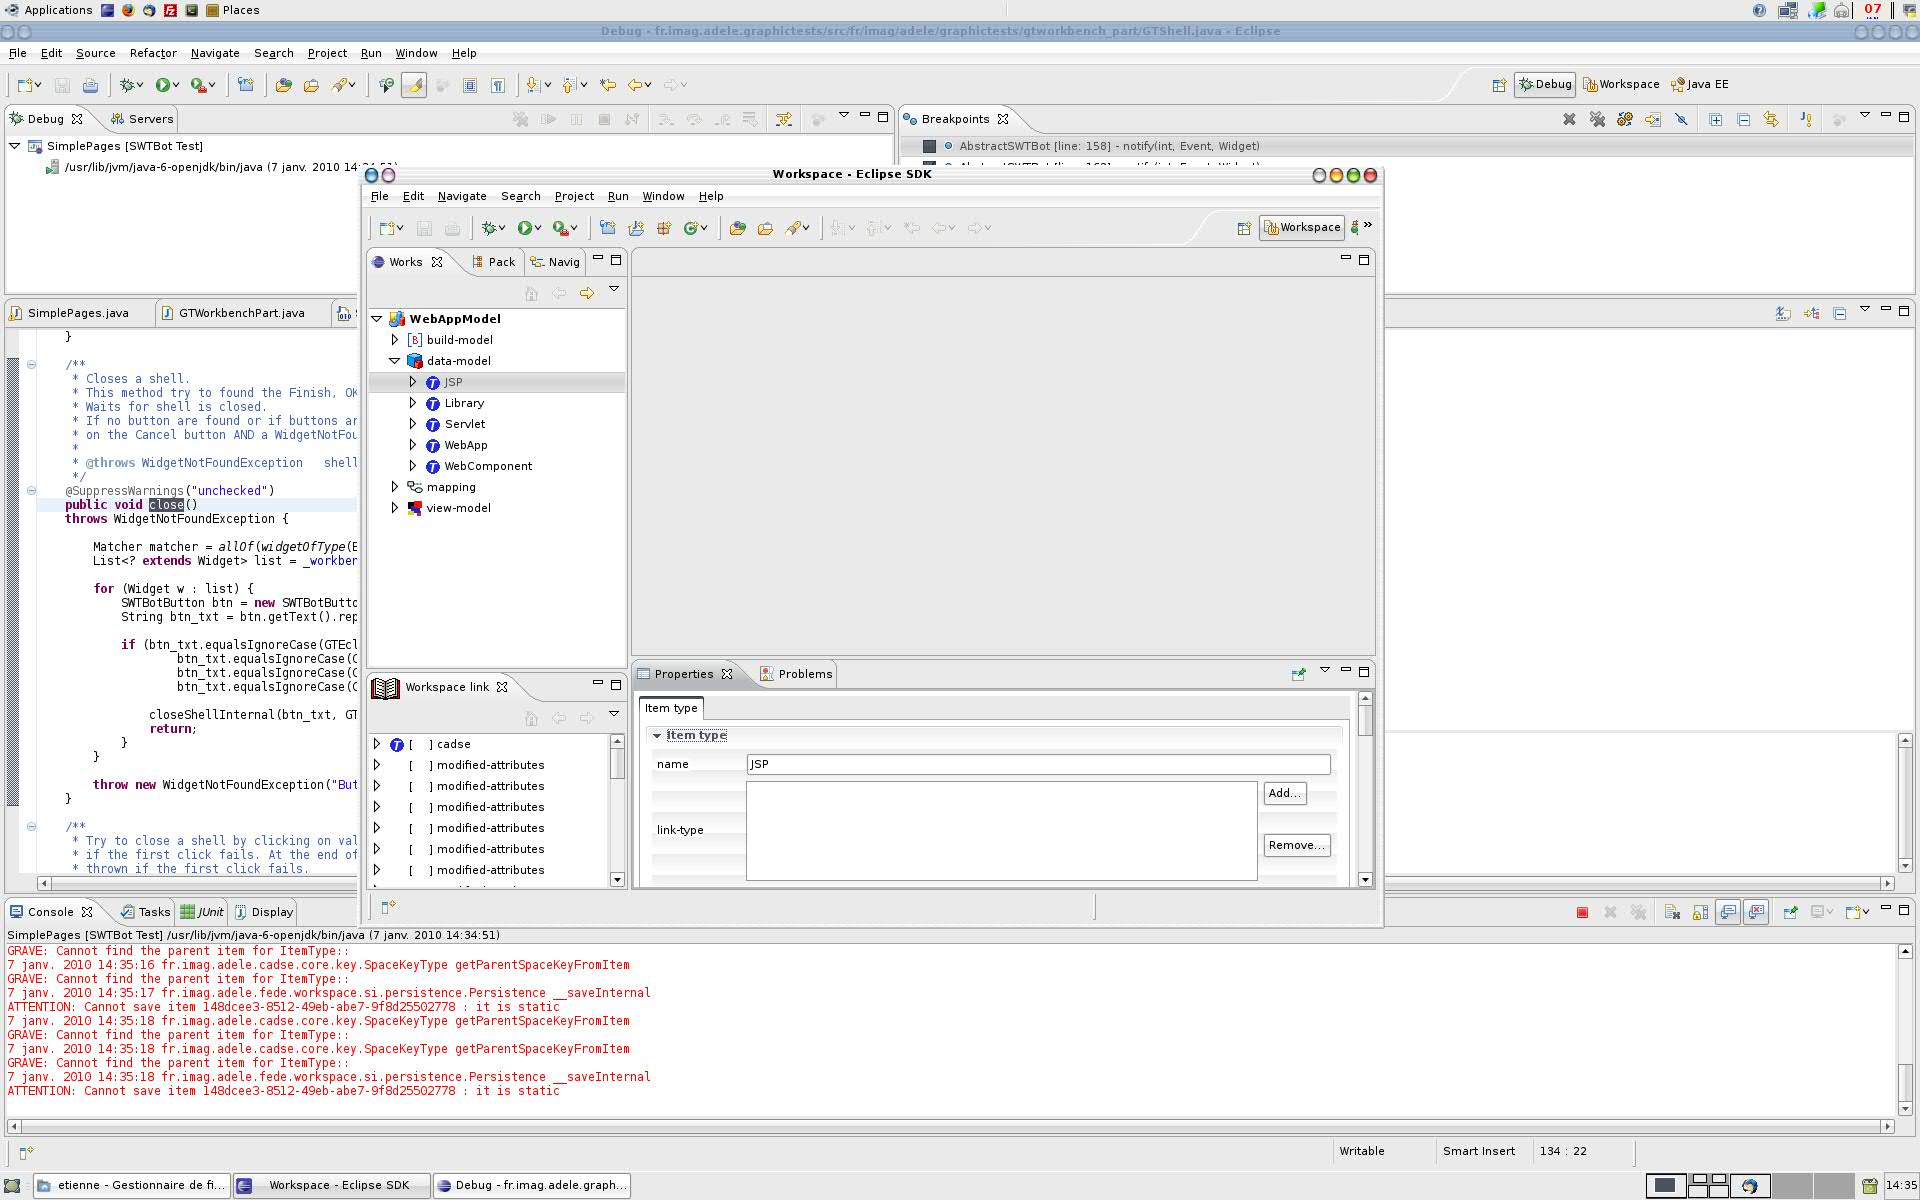 Applications
Places
07
Debug - fr.imag.adele.graphictests/src/fr/imag/adele/graphictests/gtworkbench_part/GTShell.java - Eclipse
File Edit Source Refactor Navigate Search Project Run Window Help
Debug Workspace Java EE
Debug Servers
Breakpoints
SimplePages [SWTBot Test]
/usr/lib/jvm/java-6-openjdk/bin/java (7 janv. 2010 14:34:51)
AbstractSWTBot [line: 158] - notify(int, Event, Widget)
Workspace - Eclipse SDK
File Edit Navigate Search Project Run Window Help
Workspace
Works Pack Navig
WebAppModel
build-model
data-model
JSP
Library
Servlet
WebApp
WebComponent
mapping
view-model
Workspace link
[ ] cadse
[ ] modified-attributes
[ ] modified-attributes
[ ] modified-attributes
[ ] modified-attributes
[ ] modified-attributes
[ ] modified-attributes
Properties Problems
Item type
Item type
name JSP
Add...
link-type
Remove...
SimplePages.java GTWorkbenchPart.java
}
/**
* Closes a shell.
* This method try to found the Finish, OK
* Waits for shell is closed.
* If no button are found or if buttons ar
* on the Cancel button AND a WidgetNotFou
*
* @throws WidgetNotFoundException shell
*/
@SuppressWarnings("unchecked")
public void close()
throws WidgetNotFoundException {
Matcher matcher = allOf(widgetOfType(B
List<? extends Widget> list = _workben
for (Widget w : list) {
SWTBotButton btn = new SWTBotButto
String btn_txt = btn.getText().rep
if (btn_txt.equalsIgnoreCase(GTEcl
btn_txt.equalsIgnoreCase(G
btn_txt.equalsIgnoreCase(G
btn_txt.equalsIgnoreCase(G
closeShellInternal(btn_txt, GT
return;
}
}
throw new WidgetNotFoundException("But
}
/**
* Try to close a shell by clicking on val
* if the first click fails. At the end of
* thrown if the first click fails.
Console Tasks JUnit Display
SimplePages [SWTBot Test] /usr/lib/jvm/java-6-openjdk/bin/java (7 janv. 2010 14:34:51)
GRAVE: Cannot find the parent item for ItemType::
7 janv. 2010 14:35:16 fr.imag.adele.cadse.core.key.SpaceKeyType getParentSpaceKeyFromItem
GRAVE: Cannot find the parent item for ItemType::
7 janv. 2010 14:35:17 fr.imag.adele.fede.workspace.si.persistence.Persistence __saveInternal
ATTENTION: Cannot save item 148dcee3-8512-49eb-abe7-9f8d25502778 : it is static
7 janv. 2010 14:35:18 fr.imag.adele.cadse.core.key.SpaceKeyType getParentSpaceKeyFromItem
GRAVE: Cannot find the parent item for ItemType::
7 janv. 2010 14:35:18 fr.imag.adele.cadse.core.key.SpaceKeyType getParentSpaceKeyFromItem
GRAVE: Cannot find the parent item for ItemType::
7 janv. 2010 14:35:18 fr.imag.adele.fede.workspace.si.persistence.Persistence __saveInternal
ATTENTION: Cannot save item 148dcee3-8512-49eb-abe7-9f8d25502778 : it is static
Writable Smart Insert 134 : 22
etienne - Gestionnaire de fi... Workspace - Eclipse SDK Debug - fr.imag.adele.graph... 14:35